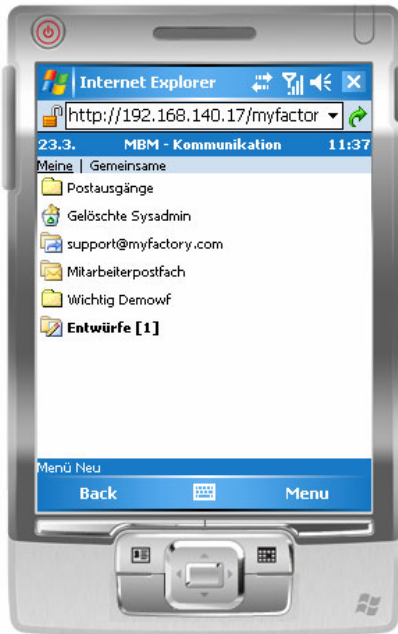 Internet Explorer
http://192.168.140.17/myfactor
23.3. MBM - Kommunikation 11:37
Meine | Gemeinsame
Postausgänge
Gelöschte Sysadmin
support@myfactory.com
Mitarbeiterpostfach
Wichtig Demowf
Entwürfe [1]
Menü Neu
Back Menu